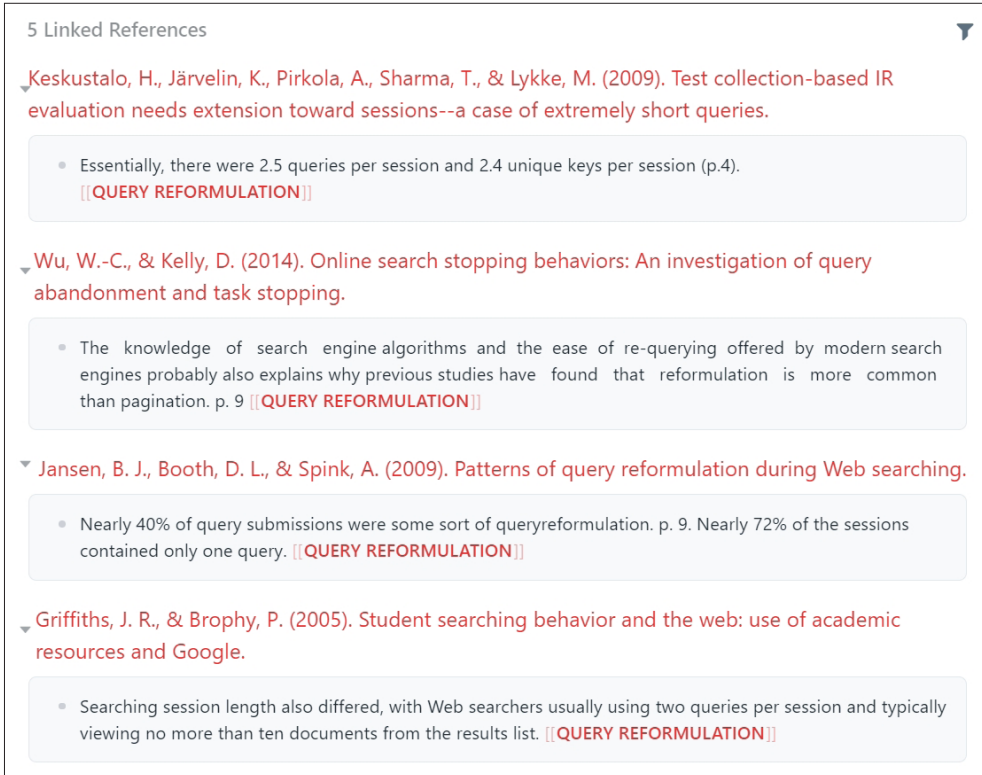 5 Linked References
Keskustalo, H., Järvelin, K., Pirkola, A., Sharma, T., & Lykke, M. (2009). Test collection-based IR
evaluation needs extension toward sessions--a case of extremely short queries.
Essentially, there were 2.5 queries per session and 2.4 unique keys per session (p.4).
[[QUERY REFORMULATION]]
Wu, W.-C., & Kelly, D. (2014). Online search stopping behaviors: An investigation of query
abandonment and task stopping.
The knowledge of search engine algorithms and the ease of re-querying offered by modern search
engines probably also explains why previous studies have found that reformulation is more common
than pagination. p. 9 [[QUERY REFORMULATION]]
Jansen, B. J., Booth, D. L., & Spink, A. (2009). Patterns of query reformulation during Web searching.
Nearly 40% of query submissions were some sort of queryreformulation. p. 9. Nearly 72% of the sessions
contained only one query. [[QUERY REFORMULATION]]
Griffiths, J. R., & Brophy, P. (2005). Student searching behavior and the web: use of academic
resources and Google.
Searching session length also differed, with Web searchers usually using two queries per session and typically
viewing no more than ten documents from the results list. [[QUERY REFORMULATION]]